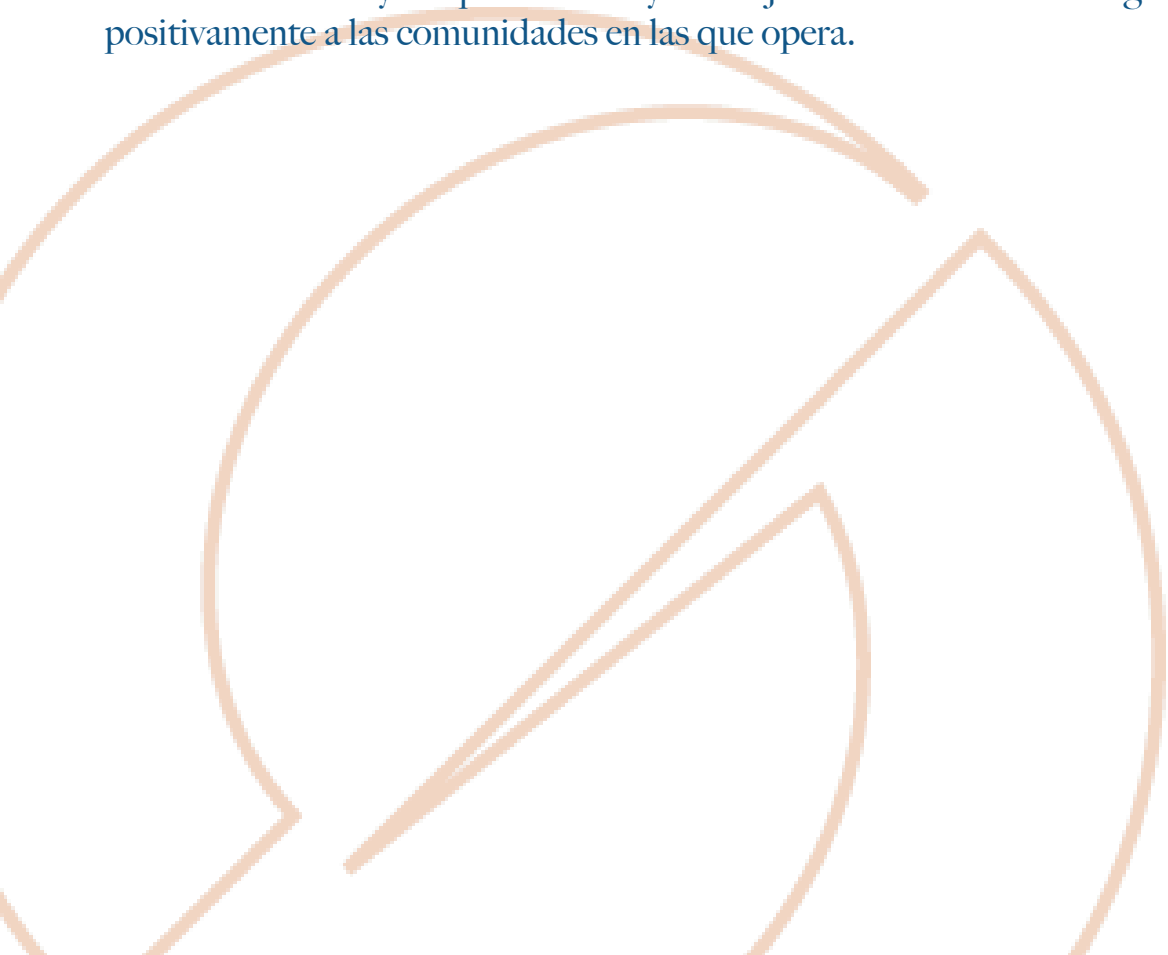 positivamente a las comunidades en las que opera.